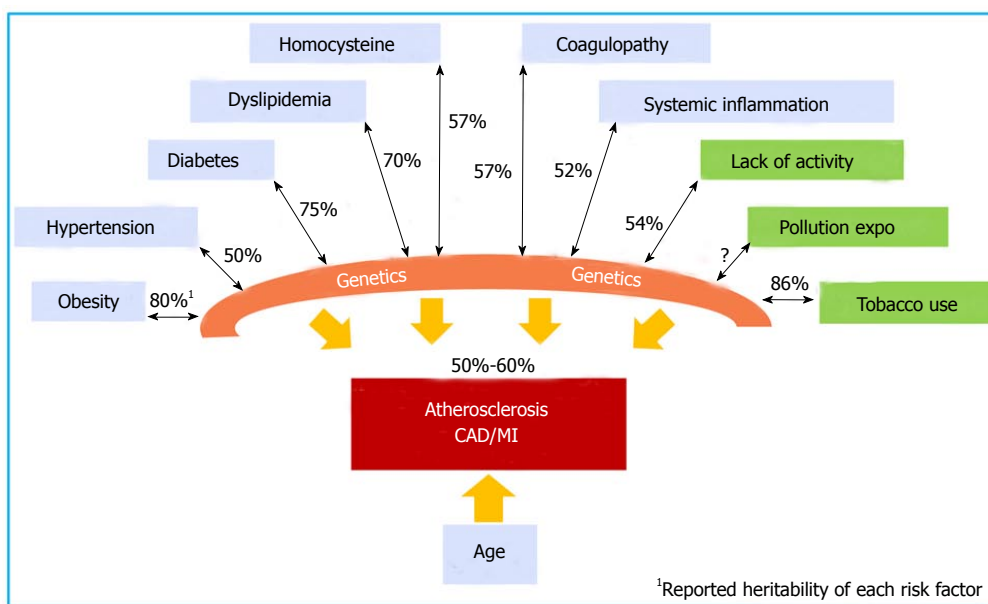 Homocysteine
Coagulopathy
Dyslipidemia
Systemic inflammation
57%
Diabetes
70%
57%
52%
Lack of activity
75%
54%
Hypertension
50%
Pollution expo
?
Genetics
Genetics
Obesity
80%¹
86%
Tobacco use
50%-60%
Atherosclerosis
CAD/MI
Age
¹Reported heritability of each risk factor